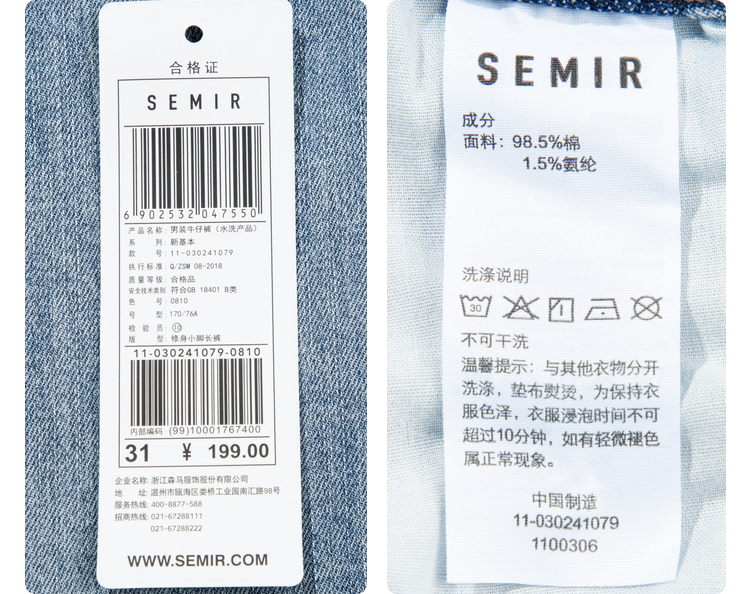 合格证
SEMIR
6 902532 047550
产品名称: 男装牛仔裤（水洗产品）
系 列: 新基本
款 号: 11-030241079
执行标准: Q/ZSM 08-2018
质量等级: 合格品
安全技术类别: 符合GB 18401 B类
色 号: 0810
号 型: 170/76A
检 验 员: ⑩
版 型: 修身小脚长裤
11-030241079-0810
内部编码 (99)10001767400
31 ¥ 199.00
企业名称: 浙江森马服饰股份有限公司
地 址: 温州市瓯海区娄桥工业园南汇路98号
服务热线: 400-8877-588
招商热线: 021-67288111
021-67288222
WWW.SEMIR.COM
SEMIR
成分
面料: 98.5%棉
1.5%氨纶
洗涤说明
30
不可干洗
温馨提示: 与其他衣物分开
洗涤, 垫布熨烫, 为保持衣
服色泽, 衣服浸泡时间不可
超过10分钟, 如有轻微褪色
属正常现象。
中国制造
11-030241079
1100306